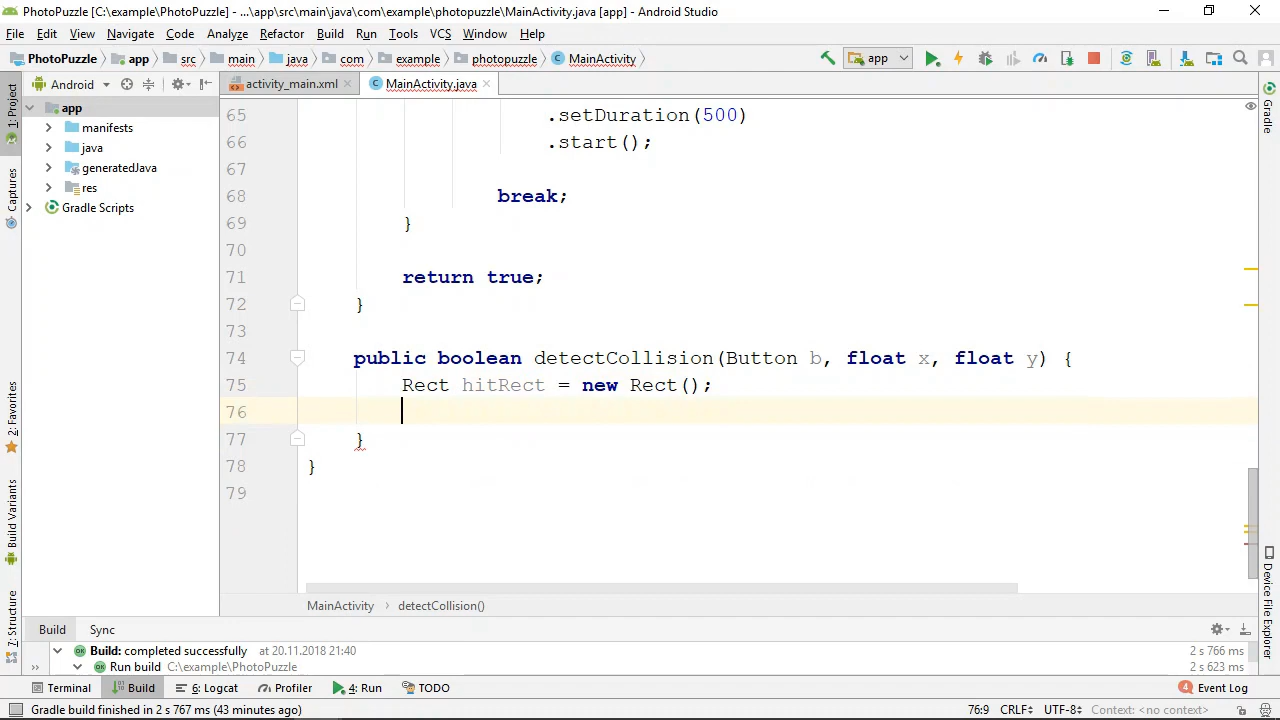 PhotoPuzzle [C:\example\PhotoPuzzle] - ...\app\src\main\java\com\example\photopuzzle\MainActivity.java [app] - Android Studio
File Edit View Navigate Code Analyze Refactor Build Run Tools VCS Window Help
PhotoPuzzle app src main java com example photopuzzle MainActivity app
Android activity_main.xml MainActivity.java
1: Project
Captures
2: Favorites
Build Variants
7: Structure
app
manifests
java
generatedJava
res
Gradle Scripts
65 .setDuration(500)
66 .start();
67
68 break;
69 }
70
71 return true;
72 }
73
74 public boolean detectCollision(Button b, float x, float y) {
75 Rect hitRect = new Rect();
76
77 }
78 }
79
Gradle
Device File Explorer
MainActivity › detectCollision()
Build Sync
Build: completed successfully at 20.11.2018 21:40 2 s 766 ms
Run build C:\example\PhotoPuzzle 2 s 623 ms
Terminal Build 6: Logcat Profiler 4: Run TODO 4 Event Log
Gradle build finished in 2 s 767 ms (43 minutes ago) 76:9 CRLF UTF-8 Context: <no context>